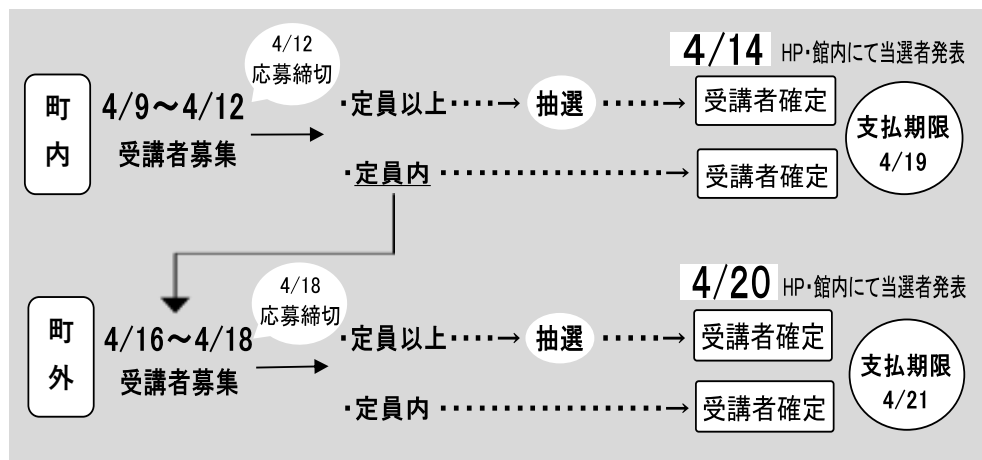 町内
4/9～4/12
受講者募集
4/12
応募締切
・定員以上····→ 抽選 ······→ 受講者確定
・定員内 ·················→ 受講者確定
4/14 HP・館内にて当選者発表
支払期限
4/19
町外
4/16～4/18
受講者募集
4/18
応募締切
・定員以上····→ 抽選 ······→ 受講者確定
・定員内 ·················→ 受講者確定
4/20 HP・館内にて当選者発表
支払期限
4/21